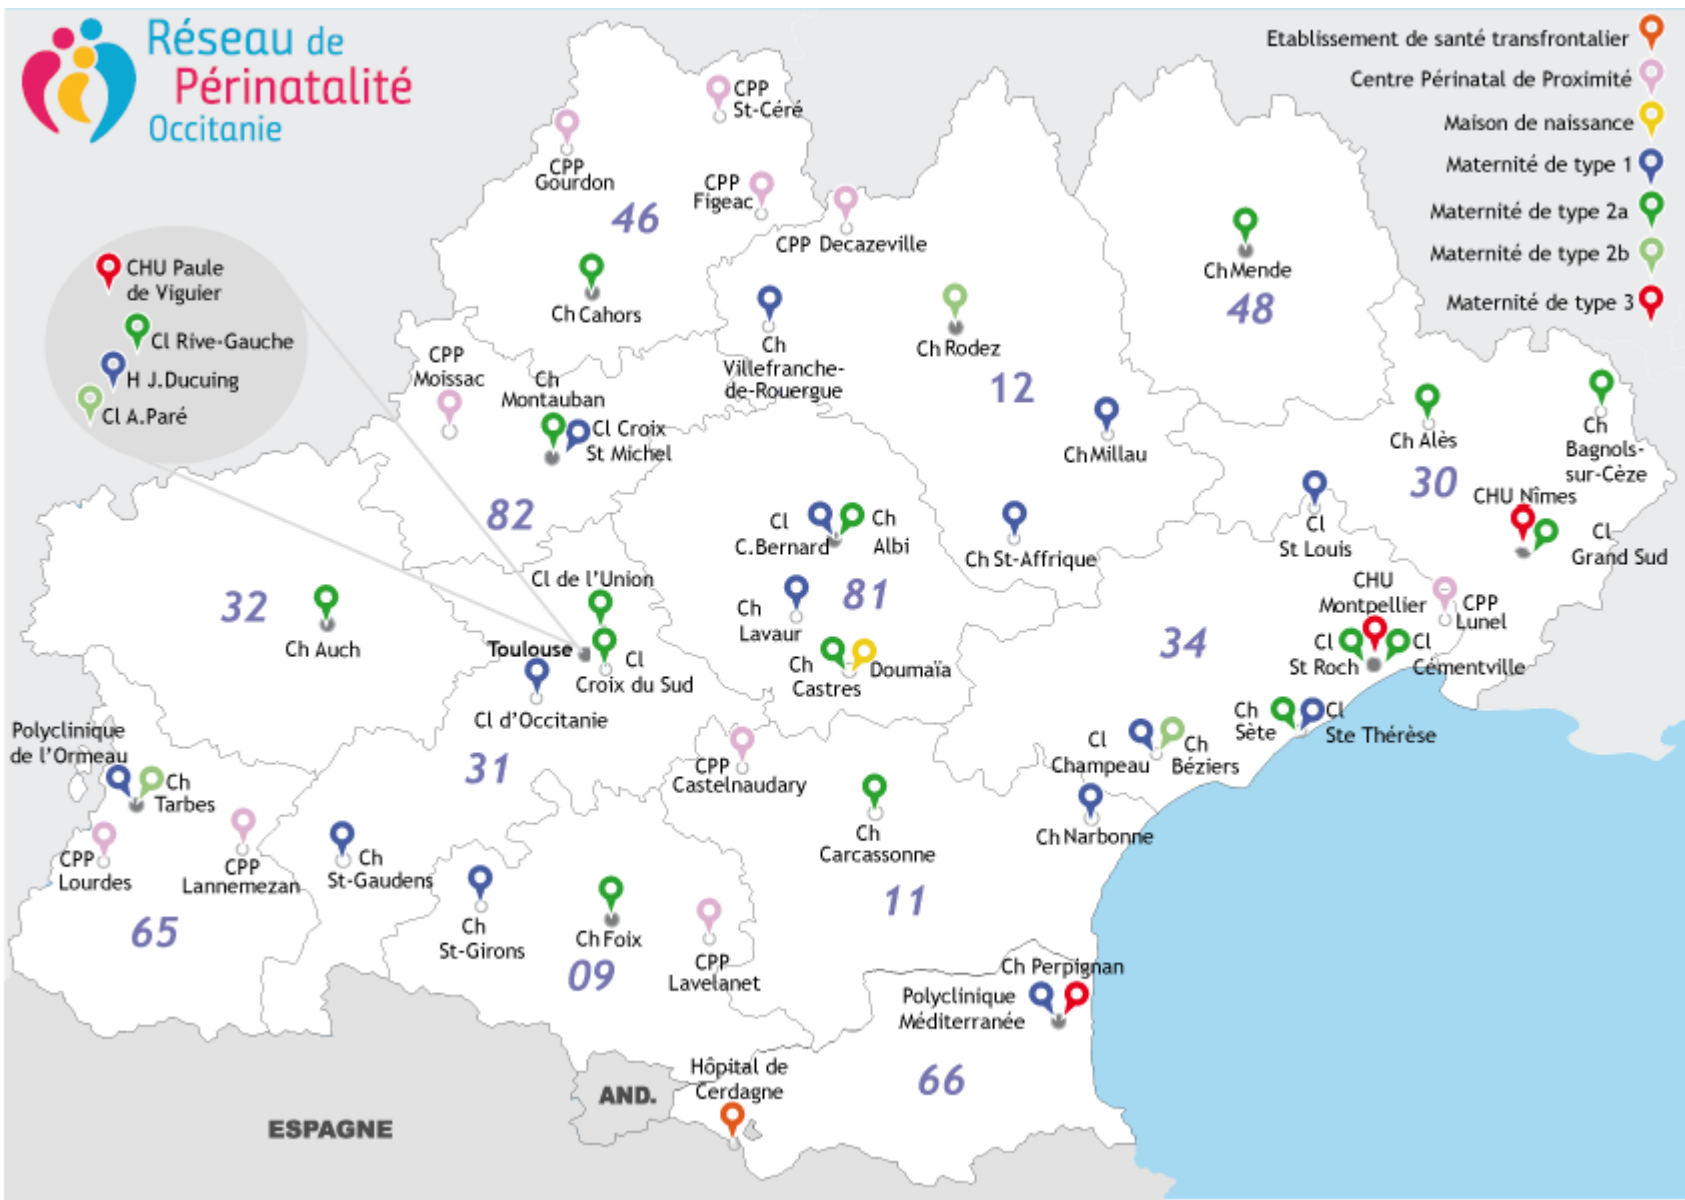 Réseau de
Périnatalité
Occitanie
Etablissement de santé transfrontalier
Centre Périnatal de Proximité
Maison de naissance
Maternité de type 1
Maternité de type 2a
Maternité de type 2b
Maternité de type 3
CHU Paule
de Viguier
Cl Rive-Gauche
H J.Ducuing
Cl A.Paré
CPP
St-Céré
CPP
Gourdon
CPP
Figeac
46
CPP Decazeville
Ch Cahors
Ch Mende
48
Ch
Villefranche-
de-Rouergue
Ch Rodez
12
Ch Millau
Ch St-Affrique
CPP
Moissac
Ch
Montauban
Cl Croix
St Michel
82
Ch Alès
Ch
Bagnols-
sur-Cèze
30
CHU Nîmes
Cl
Grand Sud
Cl
St Louis
Cl
C.Bernard
Ch
Albi
81
Ch
Lavaur
Ch
Castres
Doumaïa
32
Ch Auch
Cl de l'Union
Toulouse
Cl
Croix du Sud
Cl d'Occitanie
31
CHU
Montpellier
CPP
Lunel
Cl
St Roch
Cl
Cémentville
34
Ch
Sète
Cl
Ste Thérèse
Cl
Champeau
Ch
Béziers
Polyclinique
de l'Ormeau
Ch
Tarbes
CPP
Lourdes
CPP
Lannemezan
65
Ch
St-Gaudens
CPP
Castelnaudary
Ch
Carcassonne
Ch Narbonne
11
Ch
St-Girons
Ch Foix
09
CPP
Lavelanet
Ch Perpignan
Polyclinique
Méditerranée
66
Hôpital de
Cerdagne
AND.
ESPAGNE